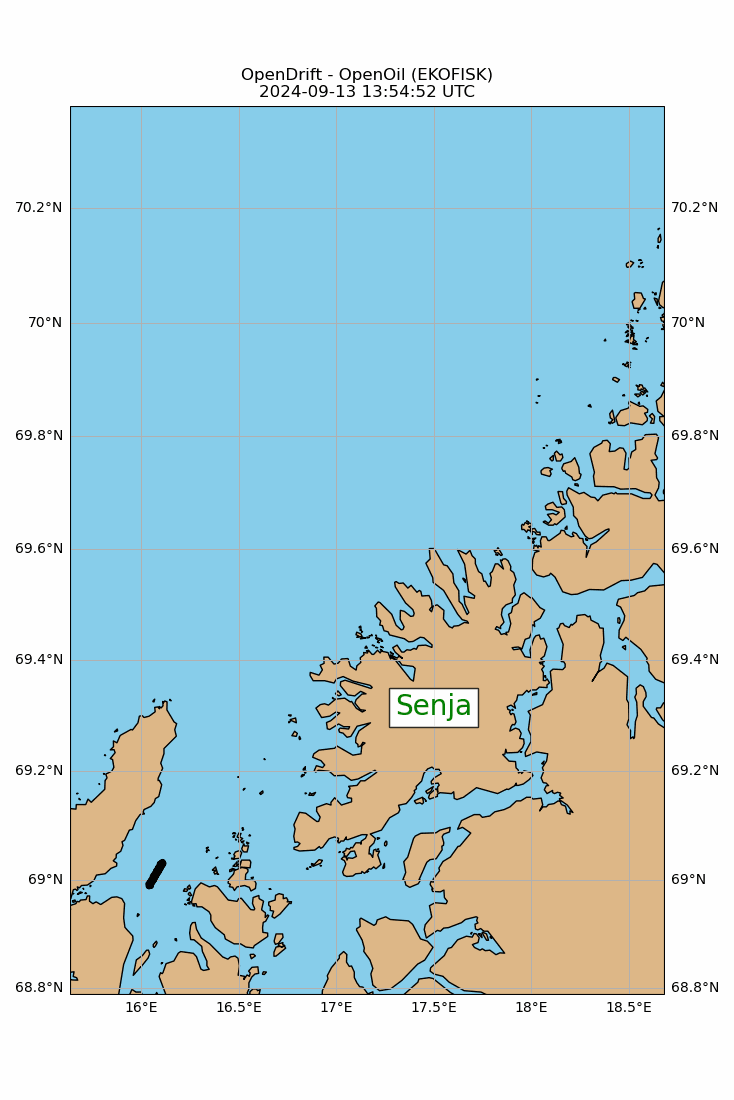 OpenDrift - OpenOil (EKOFISK)
2024-09-13 13:54:52 UTC
70.2°N 70.2°N
70°N 70°N
69.8°N 69.8°N
69.6°N 69.6°N
69.4°N 69.4°N
Senja
69.2°N 69.2°N
69°N 69°N
68.8°N 68.8°N
16°E 16.5°E 17°E 17.5°E 18°E 18.5°E